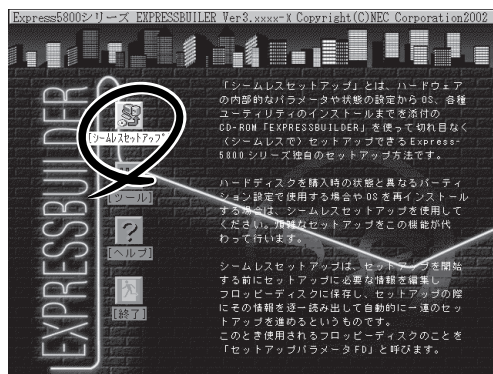 Express5800シリーズ EXPRESSBUILER Ver3.xxxx-X Copyright(C)NEC Corporation2002
EXPRESSBUILDER
[シームレスセットアップ]
[ツール]
?
[ヘルプ]
[終了]
「シームレスセットアップ」とは、ハードウェア
の内部的なパラメータや状態の設定からOS、各種
ユーティリティのインストールまでを添付の
CD-ROM「EXPRESSBUILDER」を使って切れ目なく
(シームレスで)セットアップできるExpress-
5800シリーズ独自のセットアップ方法です。
ハードディスクを購入時の状態と異なるパーティ
ション設定で使用する場合やOSを再インストール
する場合は、シームレスセットアップを使用して
ください。煩雑なセットアップをこの機能が代
わって行います。
シームレスセットアップは、セットアップを開始
する前にセットアップに必要な情報を編集し
フロッピーディスクに保存し、セットアップの際
にその情報を逐一読み出して自動的に一連のセッ
トアップを進めるというものです。
このとき使用されるフロッピーディスクのことを
「セットアップパラメータFD」と呼びます。